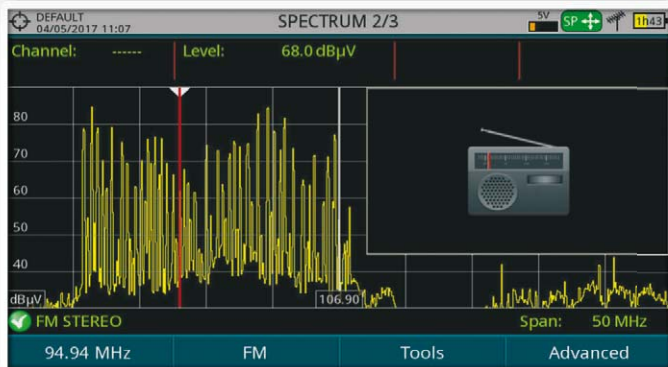 DEFAULT
04/05/2017 11:07
SPECTRUM 2/3
5V
SP
1h43
Channel: ------ Level: 68.0 dBµV
80
70
60
50
40
dBµV
106.90
FM STEREO
Span: 50 MHz
94.94 MHz FM Tools Advanced